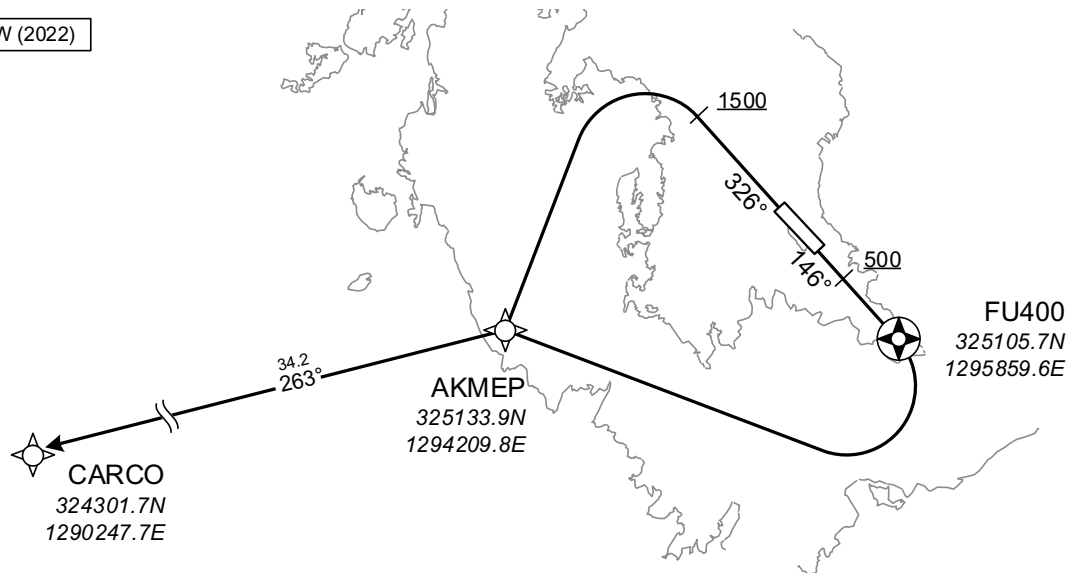 W (2022)
1500
326°
146°
500
FU400
325105.7N
1295859.6E
34.2
263°
AKMEP
325133.9N
1294209.8E
CARCO
324301.7N
1290247.7E